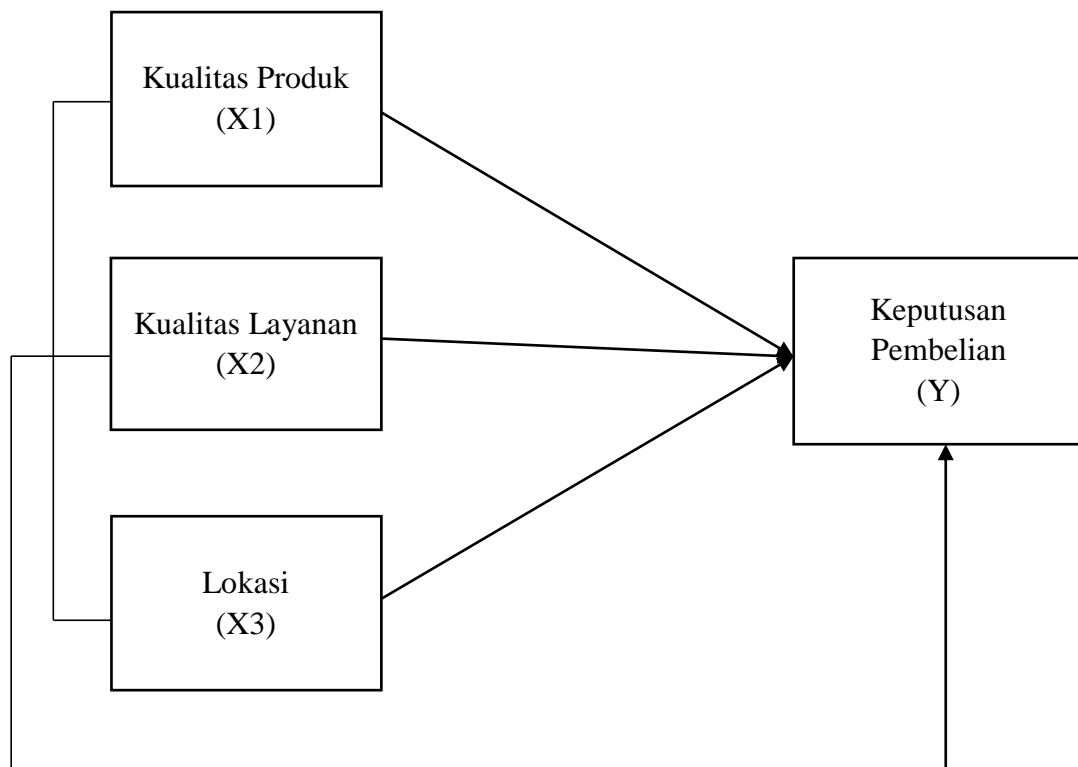 Kualitas Produk
(X1)
Kualitas Layanan
(X2)
Lokasi
(X3)
Keputusan
Pembelian
(Y)